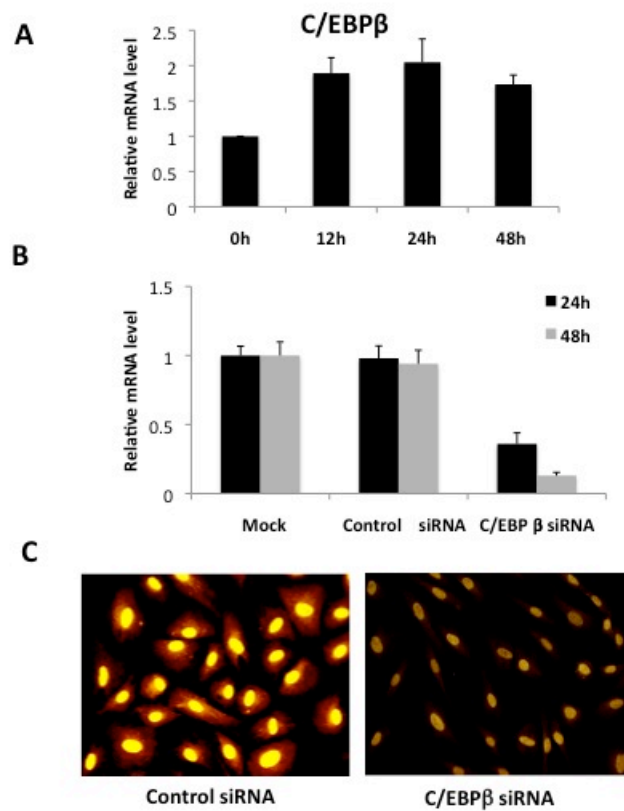 A
C/EBPβ
Relative mRNA level
2.5
2
1.5
1
0.5
0
0h 12h 24h 48h
B
Relative mRNA level
1.5
1
0.5
0
24h
48h
Mock Control siRNA C/EBP β siRNA
C
Control siRNA C/EBPβ siRNA